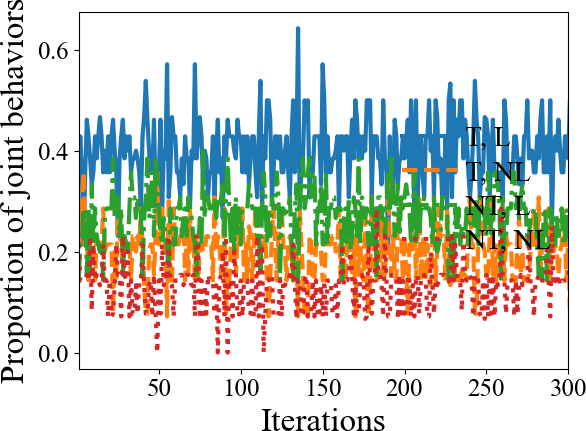 Proportion of joint behaviors
0.6
0.4
0.2
0.0
T, L
T, NL
NT, L
NT, NL
50 100 150 200 250 300
Iterations